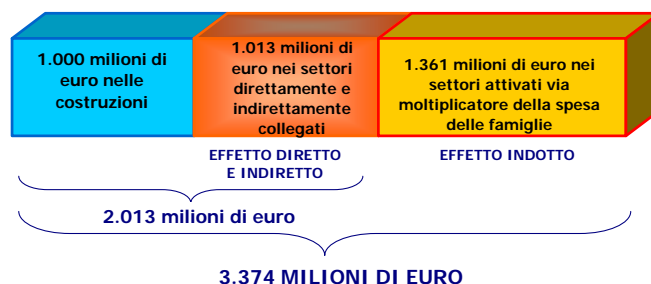 1.000 milioni di
euro nelle
costruzioni
1.013 milioni di
euro nei settori
direttamente e
indirettamente
collegati
1.361 milioni di euro nei
settori attivati via
moltiplicatore della spesa
delle famiglie
EFFETTO DIRETTO
E INDIRETTO
EFFETTO INDOTTO
2.013 milioni di euro
3.374 MILIONI DI EURO